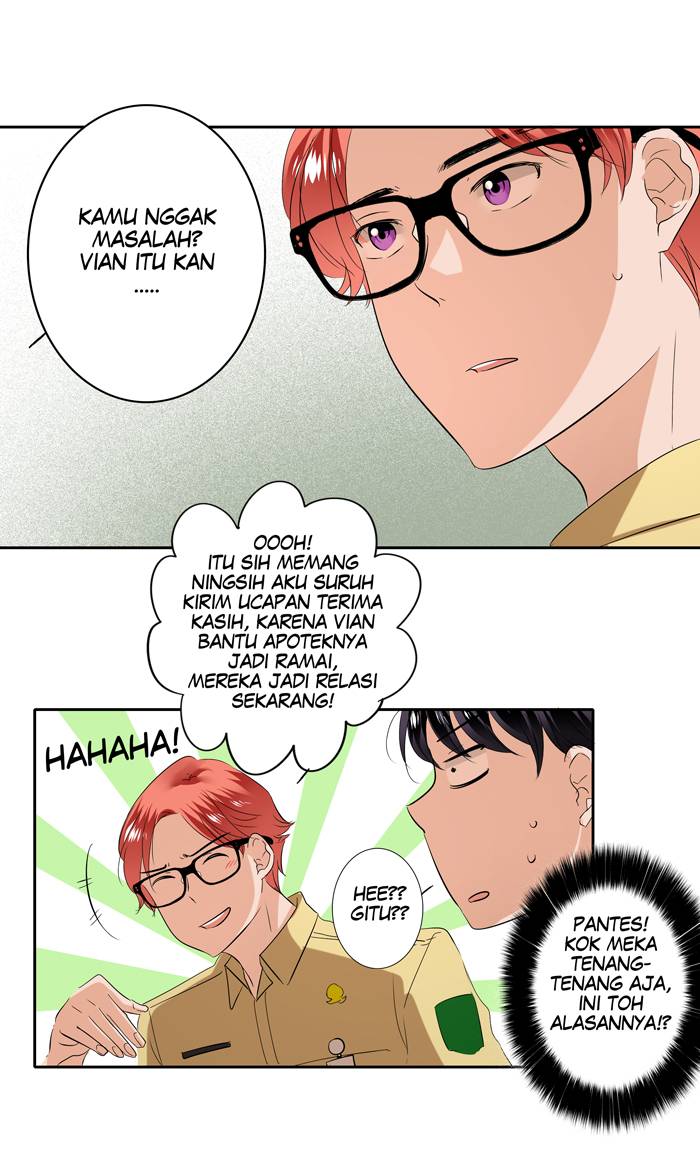 KAMU NGGAK
MASALAH?
VIAN ITU KAN
.....
OOOH!
ITU SIH MEMANG
NINGSIH AKU SURUH
KIRIM UCAPAN TERIMA
KASIH, KARENA VIAN
BANTU APOTEKNYA
JADI RAMAI,
MEREKA JADI RELASI
SEKARANG!
HAHAHA!
HEE??
GITU??
PANTES!
KOK MEKA
TENANG-
TENANG AJA,
INI TOH
ALASANNYA!?